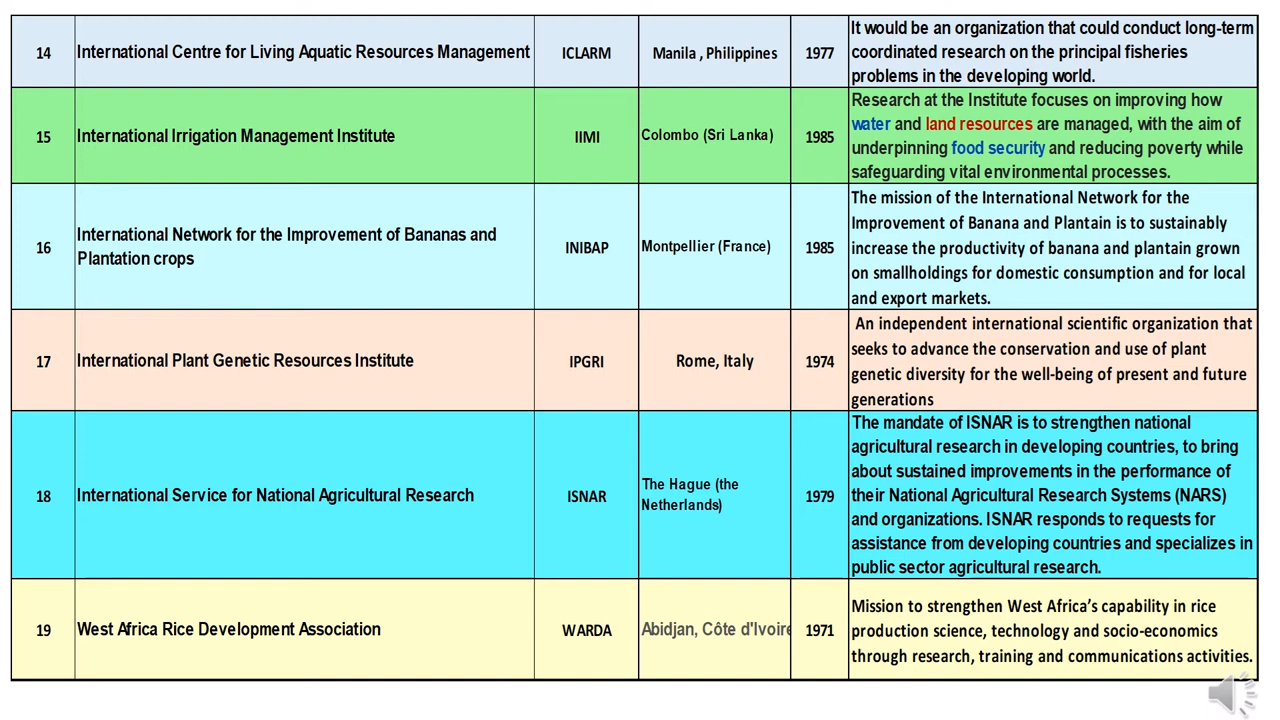 14
International Centre for Living Aquatic Resources Management
ICLARM
Manila , Philippines
1977
It would be an organization that could conduct long-term
coordinated research on the principal fisheries
problems in the developing world.
15
International Irrigation Management Institute
IIMI
Colombo (Sri Lanka)
1985
Research at the Institute focuses on improving how
water and land resources are managed, with the aim of
underpinning food security and reducing poverty while
safeguarding vital environmental processes.
16
International Network for the Improvement of Bananas and
Plantation crops
INIBAP
Montpellier (France)
1985
The mission of the International Network for the
Improvement of Banana and Plantain is to sustainably
increase the productivity of banana and plantain grown
on smallholdings for domestic consumption and for local
and export markets.
17
International Plant Genetic Resources Institute
IPGRI
Rome, Italy
1974
An independent international scientific organization that
seeks to advance the conservation and use of plant
genetic diversity for the well-being of present and future
generations
18
International Service for National Agricultural Research
ISNAR
The Hague (the
Netherlands)
1979
The mandate of ISNAR is to strengthen national
agricultural research in developing countries, to bring
about sustained improvements in the performance of
their National Agricultural Research Systems (NARS)
and organizations. ISNAR responds to requests for
assistance from developing countries and specializes in
public sector agricultural research.
19
West Africa Rice Development Association
WARDA
Abidjan, Côte d'Ivoire
1971
Mission to strengthen West Africa’s capability in rice
production science, technology and socio-economics
through research, training and communications activities.